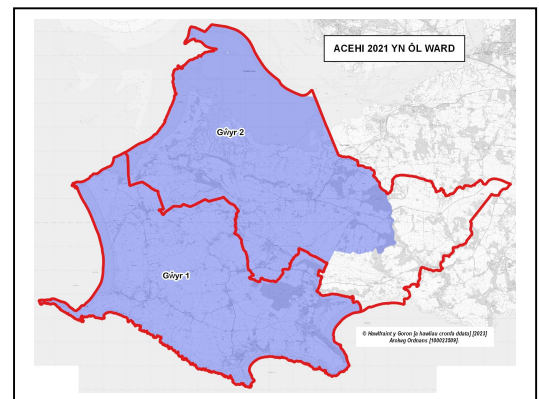 ACEHI 2021 YN ÔL WARD
Gŵyr 2
Gŵyr 1
© Hawlfraint y Goron [a hawliau cronfa ddata] [2023]
Arolwg Ordnans [100023509].